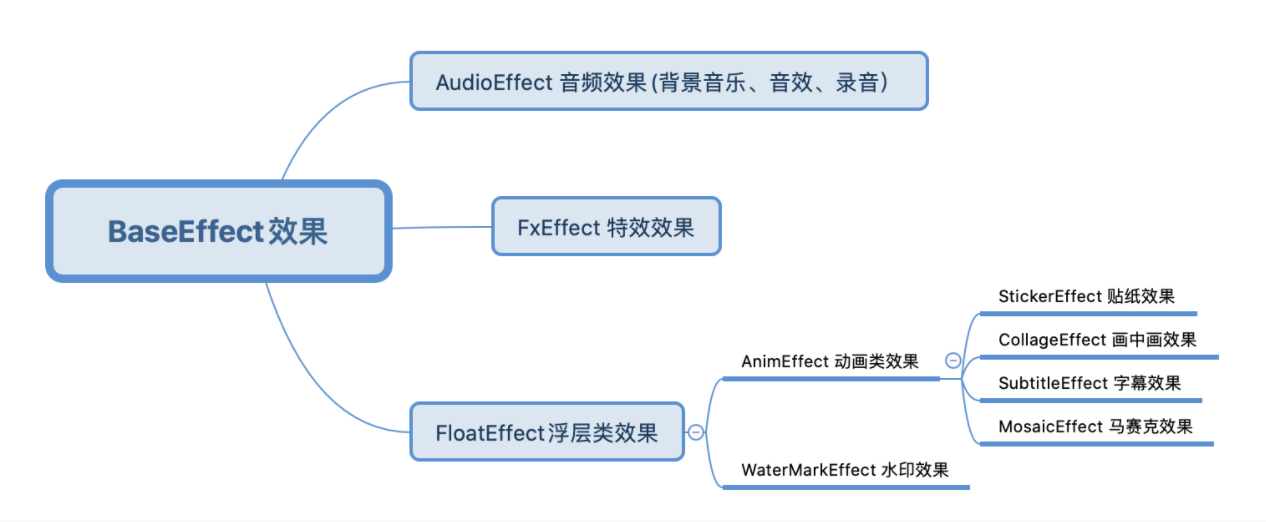 AudioEffect 音频效果(背景音乐、音效、录音）
BaseEffect效果
FxEffect 特效效果
FloatEffect浮层类效果
AnimEffect 动画类效果
StickerEffect 贴纸效果
CollageEffect 画中画效果
SubtitleEffect 字幕效果
MosaicEffect 马赛克效果
WaterMarkEffect 水印效果